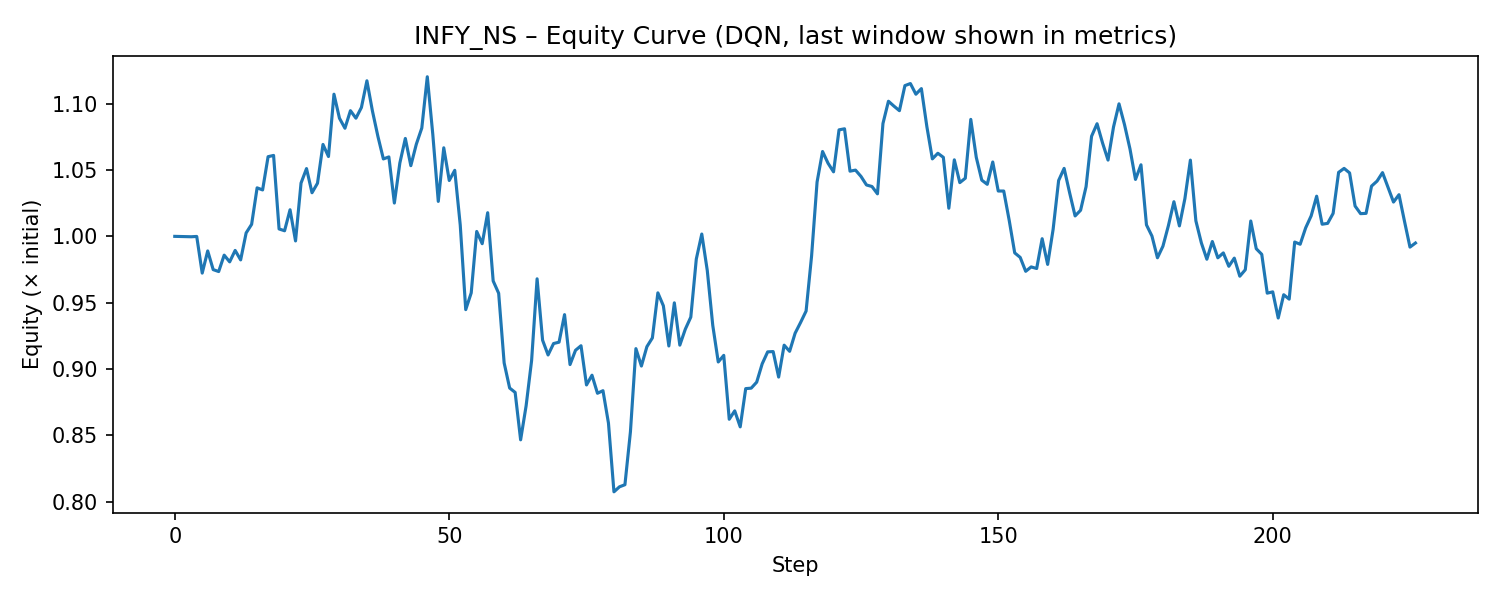 INFY_NS – Equity Curve (DQN, last window shown in metrics)
Equity (× initial)
1.10
1.05
1.00
0.95
0.90
0.85
0.80
0 50 100 150 200
Step